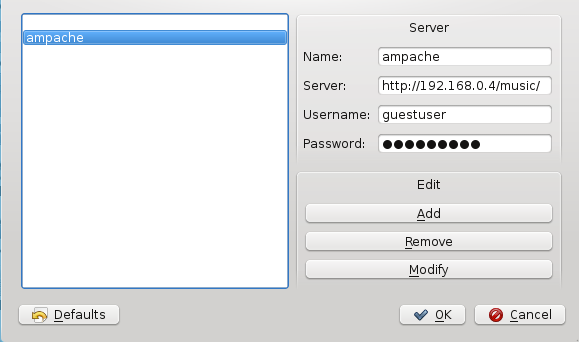 ampache
Server
Name: ampache
Server: http://192.168.0.4/music/
Username: guestuser
Password: ●●●●●●●●●
Edit
Add
Remove
Modify
Defaults
OK
Cancel